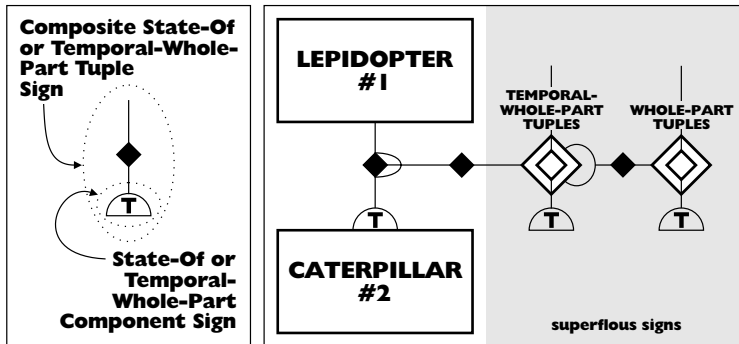 Composite State-Of
or Temporal-Whole-
Part Tuple
Sign
T
State-Of or
Temporal-
Whole-Part
Component Sign
LEPIDOPTER
#1
TEMPORAL-
WHOLE-PART
TUPLES
WHOLE-PART
TUPLES
T
T
T
CATERPILLAR
#2
superflous signs